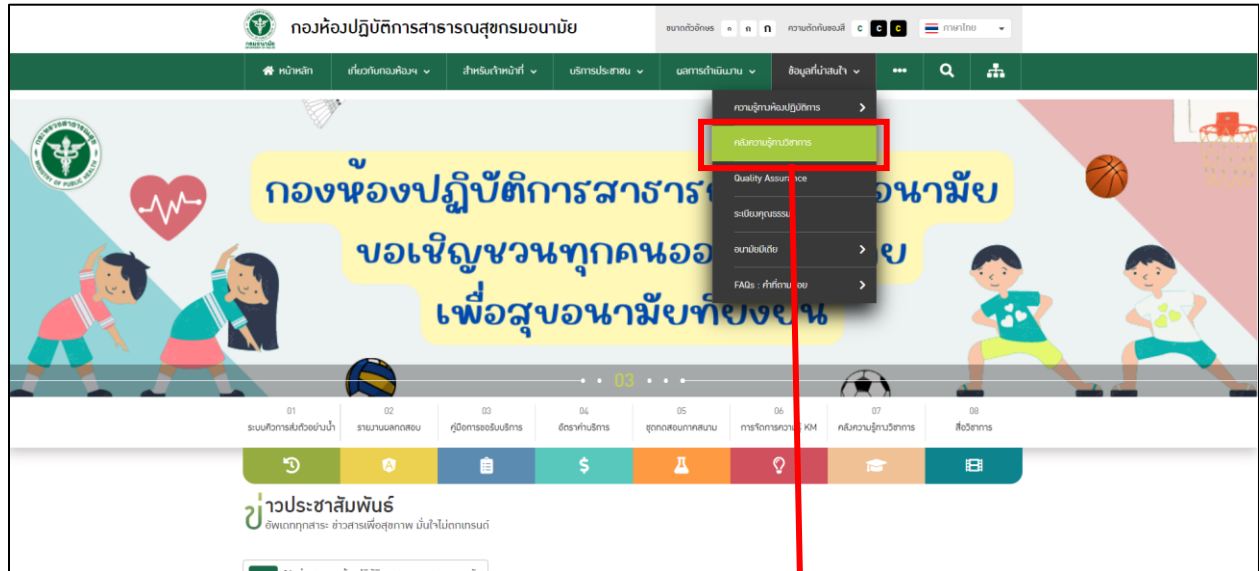 กองห้องปฏิบัติการสาธารณสุขกรมอนามัย
กรมอนามัย
ขนาดตัวอักษร ก ก ก ความตัดกันของสี C C C ภาษาไทย
หน้าหลัก เกี่ยวกับกองห้องฯ สำหรับเจ้าหน้าที่ บริการประชาชน ผลการดำเนินงาน ข้อมูลที่น่าสนใจ
ความรู้ทางห้องปฏิบัติการ
คลังความรู้ทางวิชาการ
Quality Assurance
ระเบียงคุณธรรม
อนามัยมีเดีย
FAQs : คำที่ถามบ่อย
MINISTRY OF PUBLIC HEALTH
กองห้องปฏิบัติการสาธาร อนามัย
ขอเชิญชวนทุกคนออ ย
เพื่อสุขอนามัยที่ยั่งยืน
03
01 02 03 04 05 06 07 08
ระบบคิวการส่งตัวอย่างน้ำ รายงานผลทดสอบ คู่มือการขอรับบริการ อัตราค่าบริการ ชุดทดสอบภาคสนาม การจัดการความรู้ KM คลังความรู้ทางวิชาการ สื่อวิชาการ
ข่าวประชาสัมพันธ์
อัพเดททุกสาระ ข่าวสารเพื่อสุขภาพ มั่นใจไม่ตกเทรนด์